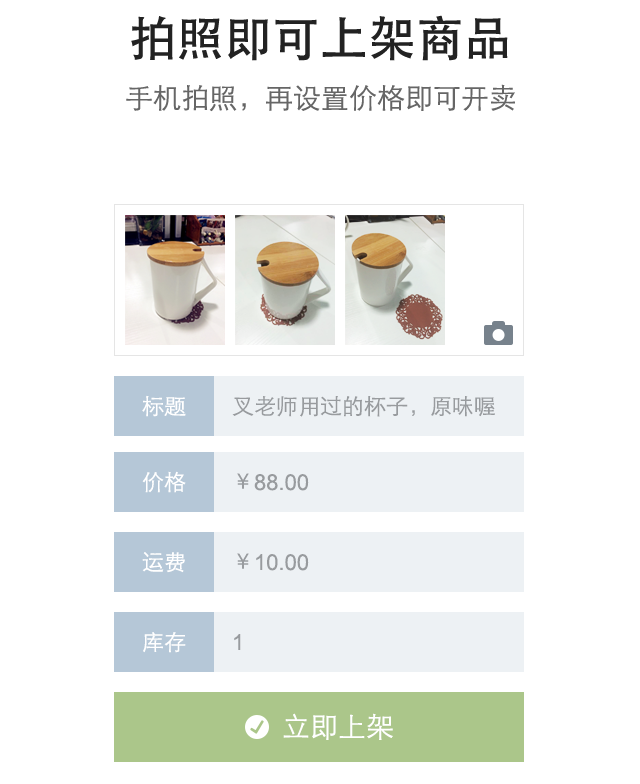 拍照即可上架商品
手机拍照，再设置价格即可开卖
标题
叉老师用过的杯子，原味喔
价格
￥88.00
运费
￥10.00
库存
1
立即上架